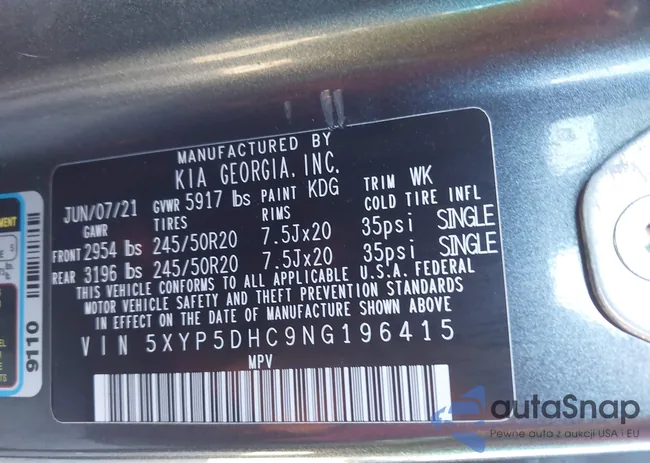 MANUFACTURED BY
KIA GEORGIA, INC.
JUN/07/21 GVWR 5917 lbs PAINT KDG TRIM WK
GAWR TIRES RIMS COLD TIRE INFL
FRONT 2954 lbs 245/50R20 7.5Jx20 35psi SINGLE
REAR 3196 lbs 245/50R20 7.5Jx20 35psi SINGLE
THIS VEHICLE CONFORMS TO ALL APPLICABLE U.S.A. FEDERAL
MOTOR VEHICLE SAFETY AND THEFT PREVENTION STANDARDS
IN EFFECT ON THE DATE OF MANUFACTURE SHOWN ABOVE
VIN 5XYP5DHC9NG196415
MPV
9110
autaSnap
Pewne auta z aukcji USA i EU